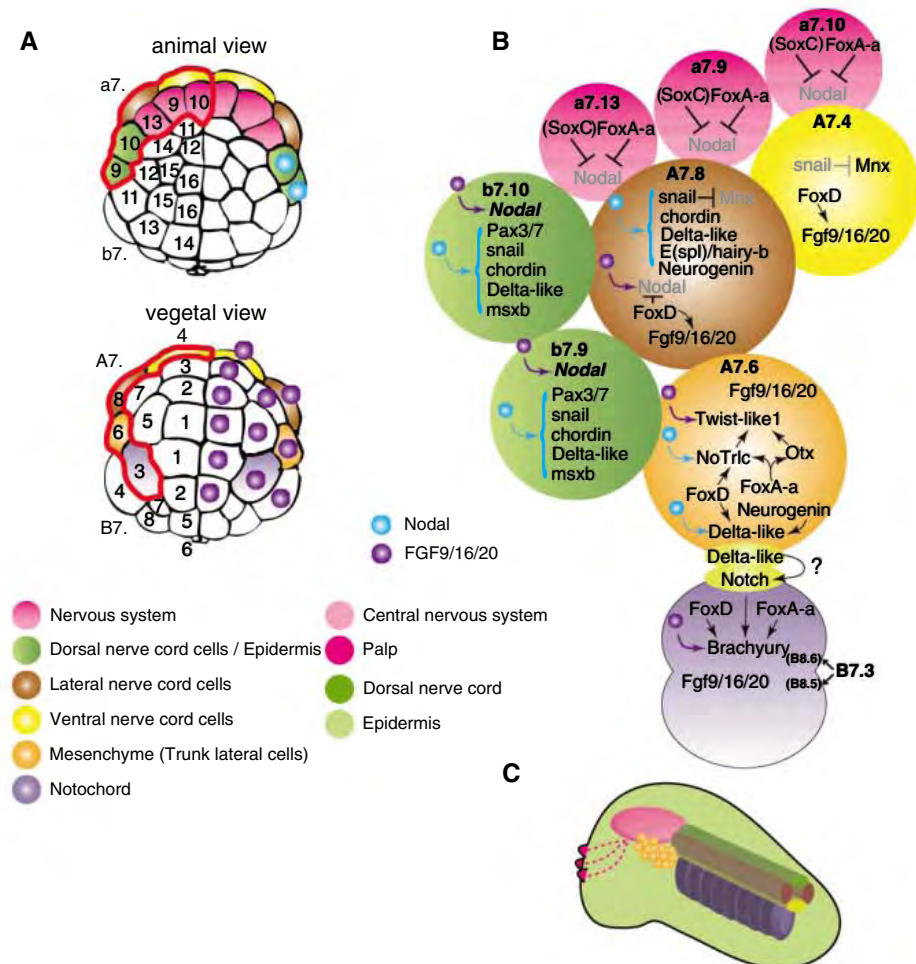 A
animal view
a7.
9
10
13
11
10
14
12
9
12
15
16
11
15
16
13
14
b7.
vegetal view
4
A7.
3
8
7
2
6
5
1
3
1
4
2
7
B7.
8
5
6
Nodal
FGF9/16/20
Nervous system
Dorsal nerve cord cells / Epidermis
Lateral nerve cord cells
Ventral nerve cord cells
Mesenchyme (Trunk lateral cells)
Notochord
Central nervous system
Palp
Dorsal nerve cord
Epidermis
B
a7.10
(SoxC)FoxA-a
Nodal
a7.9
(SoxC)FoxA-a
Nodal
a7.13
(SoxC)FoxA-a
Nodal
A7.4
snail Mnx
FoxD
Fgf9/16/20
A7.8
snail Mnx
chordin
Delta-like
E(spl)/hairy-b
Neurogenin
Nodal
FoxD
Fgf9/16/20
b7.10
Nodal
Pax3/7
snail
chordin
Delta-like
msxb
b7.9
Nodal
Pax3/7
snail
chordin
Delta-like
msxb
A7.6
Fgf9/16/20
Twist-like1
NoTrlc Otx
FoxA-a
FoxD
Neurogenin
Delta-like
Delta-like
?
Notch
FoxD FoxA-a
Brachyury (B8.6)
B7.3
Fgf9/16/20 (B8.5)
C